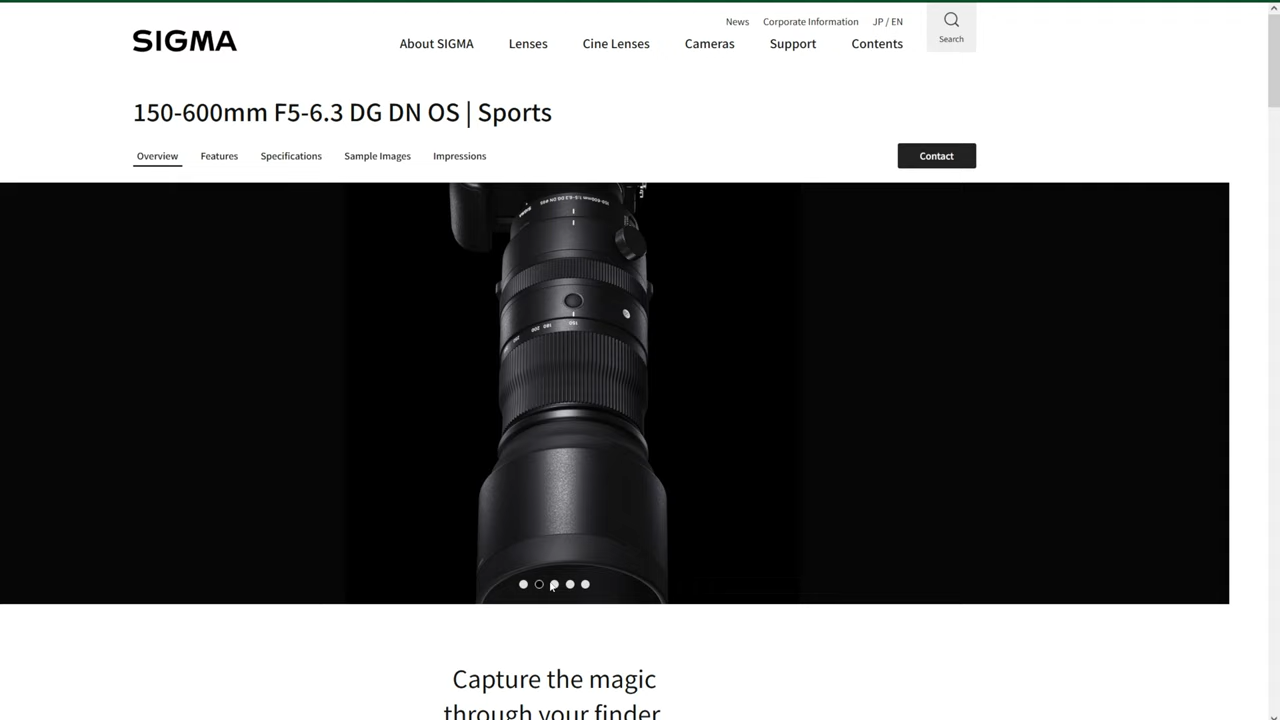 News Corporate Information JP / EN
SIGMA
About SIGMA Lenses Cine Lenses Cameras Support Contents
Search
150-600mm F5-6.3 DG DN OS | Sports
Overview Features Specifications Sample Images Impressions
Contact
Capture the magic
through your finder